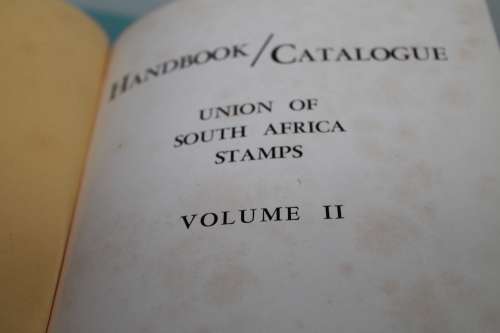 HANDBOOK/CATALOGUE
UNION OF
SOUTH AFRICA
STAMPS
VOLUME II